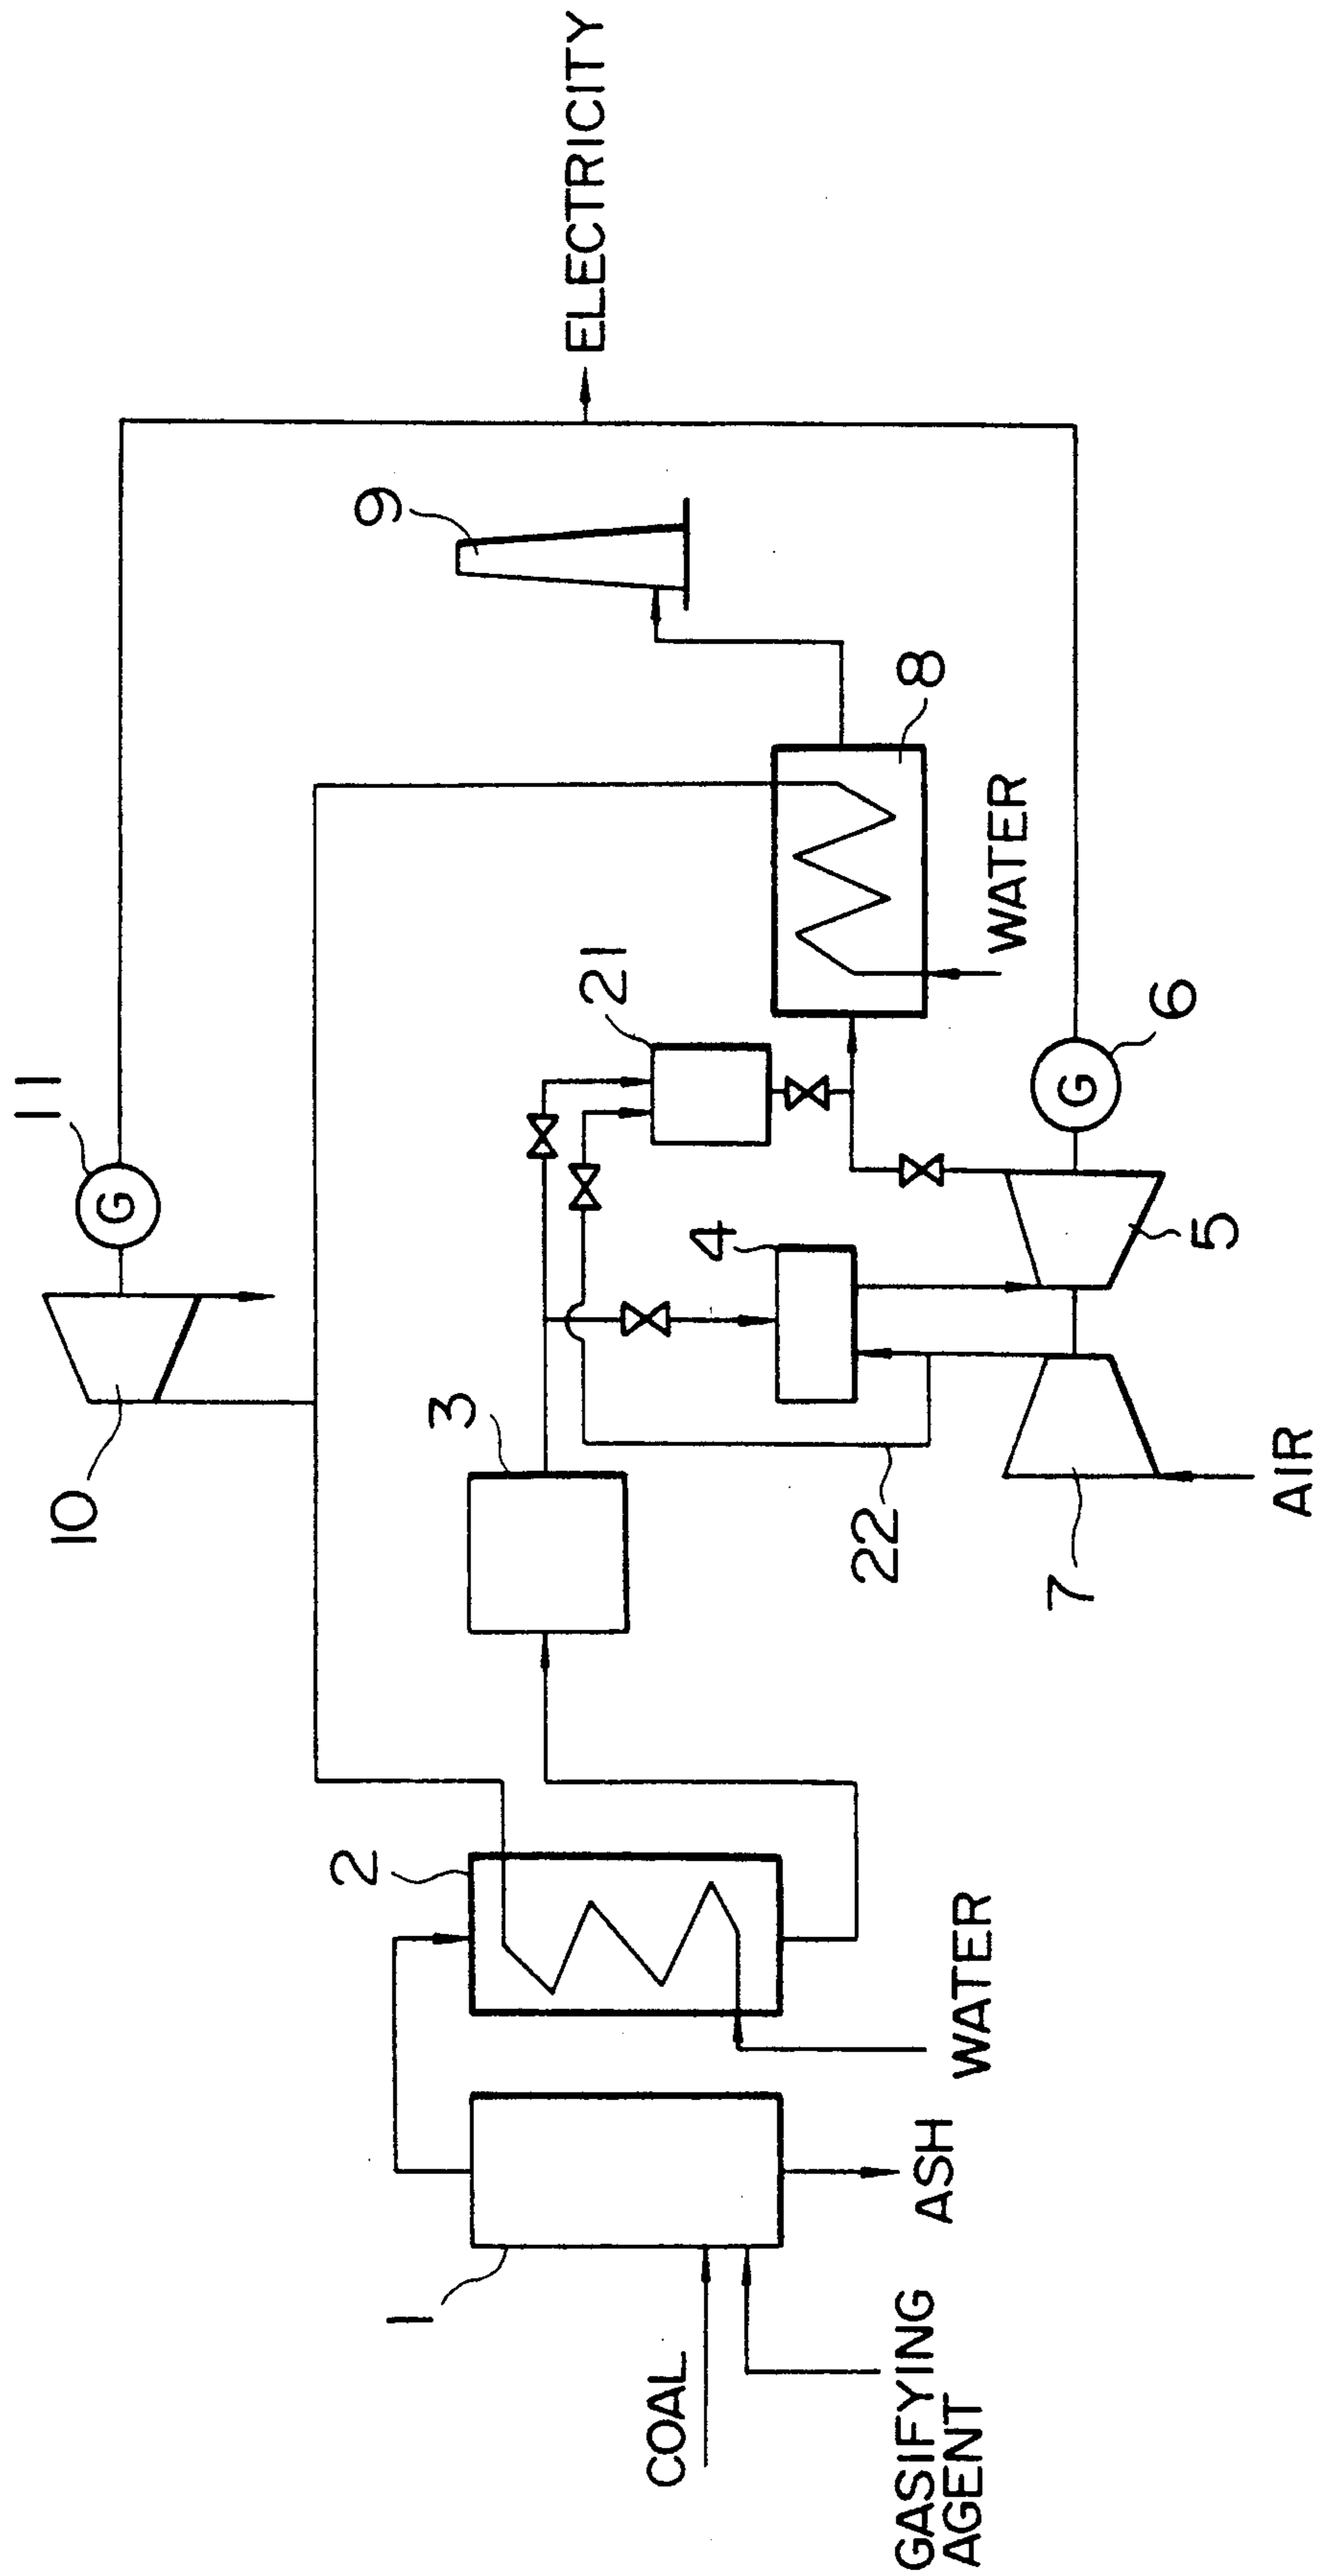 11
10
G
2
9
1
3
ELECTRICITY
21
COAL
4
22
8
GASIFYING
AGENT
ASH
WATER
WATER
7
G
6
5
AIR